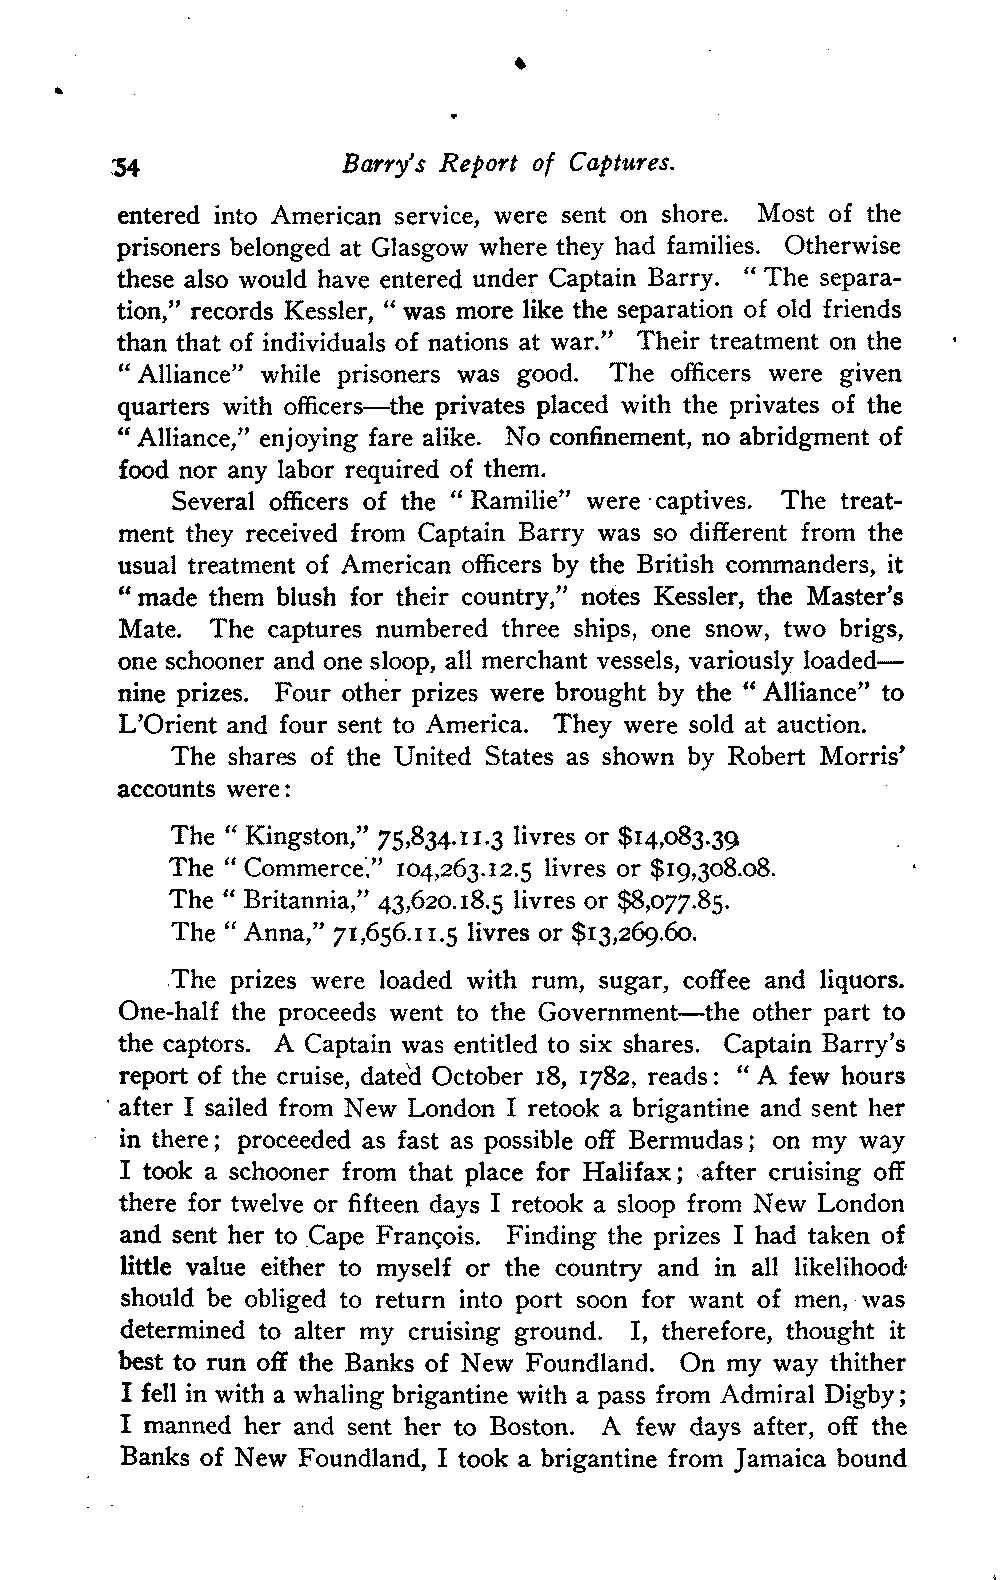 54 Barry's Report of Captures.
entered into American service, were sent on shore. Most of the
prisoners belonged at Glasgow where they had families. Otherwise
these also would have entered under Captain Barry. " The separa-
tion," records Kessler, " was more like the separation of old friends
than that of individuals of nations at war." Their treatment on the
" Alliance" while prisoners was good. The officers were given
quarters with officers—the privates placed with the privates of the
" Alliance," enjoying fare alike. No confinement, no abridgment of
food nor any labor required of them.
Several officers of the " Ramilie" were captives. The treat-
ment they received from Captain Barry was so different from the
usual treatment of American officers by the British commanders, it
" made them blush for their country," notes Kessler, the Master's
Mate. The captures numbered three ships, one snow, two brigs,
one schooner and one sloop, all merchant vessels, variously loaded—
nine prizes. Four other prizes were brought by the " Alliance" to
L'Orient and four sent to America. They were sold at auction.
The shares of the United States as shown by Robert Morris'
accounts were:
The " Kingston," 75,834.11.3 livres or $14,083.39
The " Commerce." 104,263.12.5 livres or $19,308.08.
The " Britannia," 43,620.18.5 livres or $8,077.85.
The " Anna," 71,656.11.5 livres or $13,269.60.
The prizes were loaded with rum, sugar, coffee and liquors.
One-half the proceeds went to the Government—the other part to
the captors. A Captain was entitled to six shares. Captain Barry's
report of the cruise, dated October 18, 1782, reads: " A few hours
after I sailed from New London I retook a brigantine and sent her
in there; proceeded as fast as possible off Bermudas; on my way
I took a schooner from that place for Halifax; after cruising off
there for twelve or fifteen days I retook a sloop from New London
and sent her to Cape François. Finding the prizes I had taken of
little value either to myself or the country and in all likelihood
should be obliged to return into port soon for want of men, was
determined to alter my cruising ground. I, therefore, thought it
best to run off the Banks of New Foundland. On my way thither
I fell in with a whaling brigantine with a pass from Admiral Digby;
I manned her and sent her to Boston. A few days after, off the
Banks of New Foundland, I took a brigantine from Jamaica bound